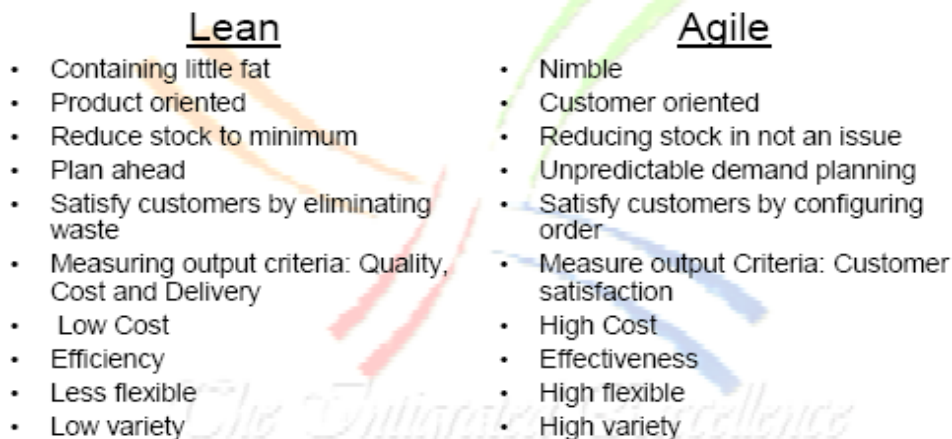 Lean
• Containing little fat
• Product oriented
• Reduce stock to minimum
• Plan ahead
• Satisfy customers by eliminating
waste
• Measuring output criteria: Quality,
Cost and Delivery
• Low Cost
• Efficiency
• Less flexible
• Low variety
Agile
• Nimble
• Customer oriented
• Reducing stock in not an issue
• Unpredictable demand planning
• Satisfy customers by configuring
order
• Measure output Criteria: Customer
satisfaction
• High Cost
• Effectiveness
• High flexible
• High variety
The